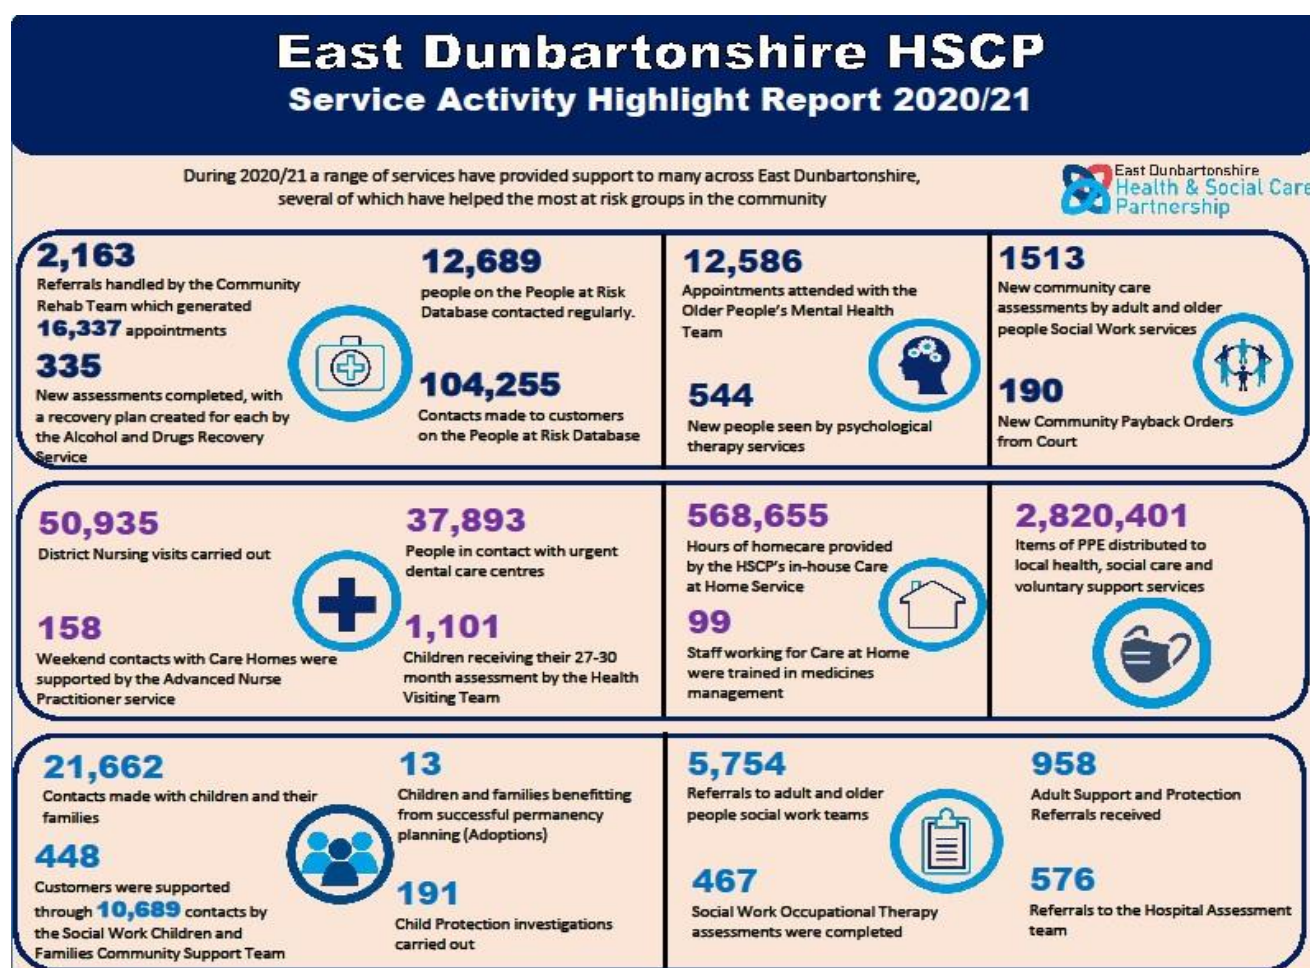 East Dunbartonshire HSCP
Service Activity Highlight Report 2020/21
During 2020/21 a range of services have provided support to many across East Dunbartonshire,
several of which have helped the most at risk groups in the community
East Dunbartonshire
Health & Social Care
Partnership
2,163
Referrals handled by the Community
Rehab Team which generated
16,337 appointments
335
New assessments completed, with
a recovery plan created for each by
the Alcohol and Drugs Recovery
Service
12,689
people on the People at Risk
Database contacted regularly.
104,255
Contacts made to customers
on the People at Risk Database
12,586
Appointments attended with the
Older People's Mental Health
Team
544
New people seen by psychological
therapy services
1513
New community care
assessments by adult and older
people Social Work services
190
New Community Payback Orders
from Court
50,935
District Nursing visits carried out
158
Weekend contacts with Care Homes were
supported by the Advanced Nurse
Practitioner service
37,893
People in contact with urgent
dental care centres
1,101
Children receiving their 27-30
month assessment by the Health
Visiting Team
568,655
Hours of homecare provided
by the HSCP's in-house Care
at Home Service
99
Staff working for Care at Home
were trained in medicines
management
2,820,401
Items of PPE distributed to
local health, social care and
voluntary support services
21,662
Contacts made with children and their
families
448
Customers were supported
through 10,689 contacts by
the Social Work Children and
Families Community Support Team
13
Children and families benefitting
from successful permanency
planning (Adoptions)
191
Child Protection investigations
carried out
5,754
Referrals to adult and older
people social work teams
467
Social Work Occupational Therapy
assessments were completed
958
Adult Support and Protection
Referrals received
576
Referrals to the Hospital Assessment
team